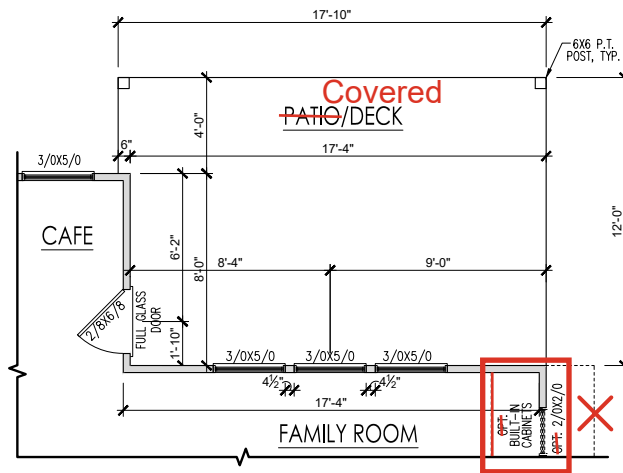 17'-10"
6X6 P.T.
POST, TYP.
Covered
PATIO/DECK
4'-0"
6"
17'-4"
3/0X5/0
12'-0"
CAFE
6'-2"
8'-0"
8'-4"
9'-0"
2/8X6/8
FULL GLASS
DOOR
1'-10"
3/0X5/0
3/0X5/0
3/0X5/0
4½"
4½"
17'-4"
FAMILY ROOM
OPT.
BUILT-IN
CABINETS
OPT. 2/0X2/0